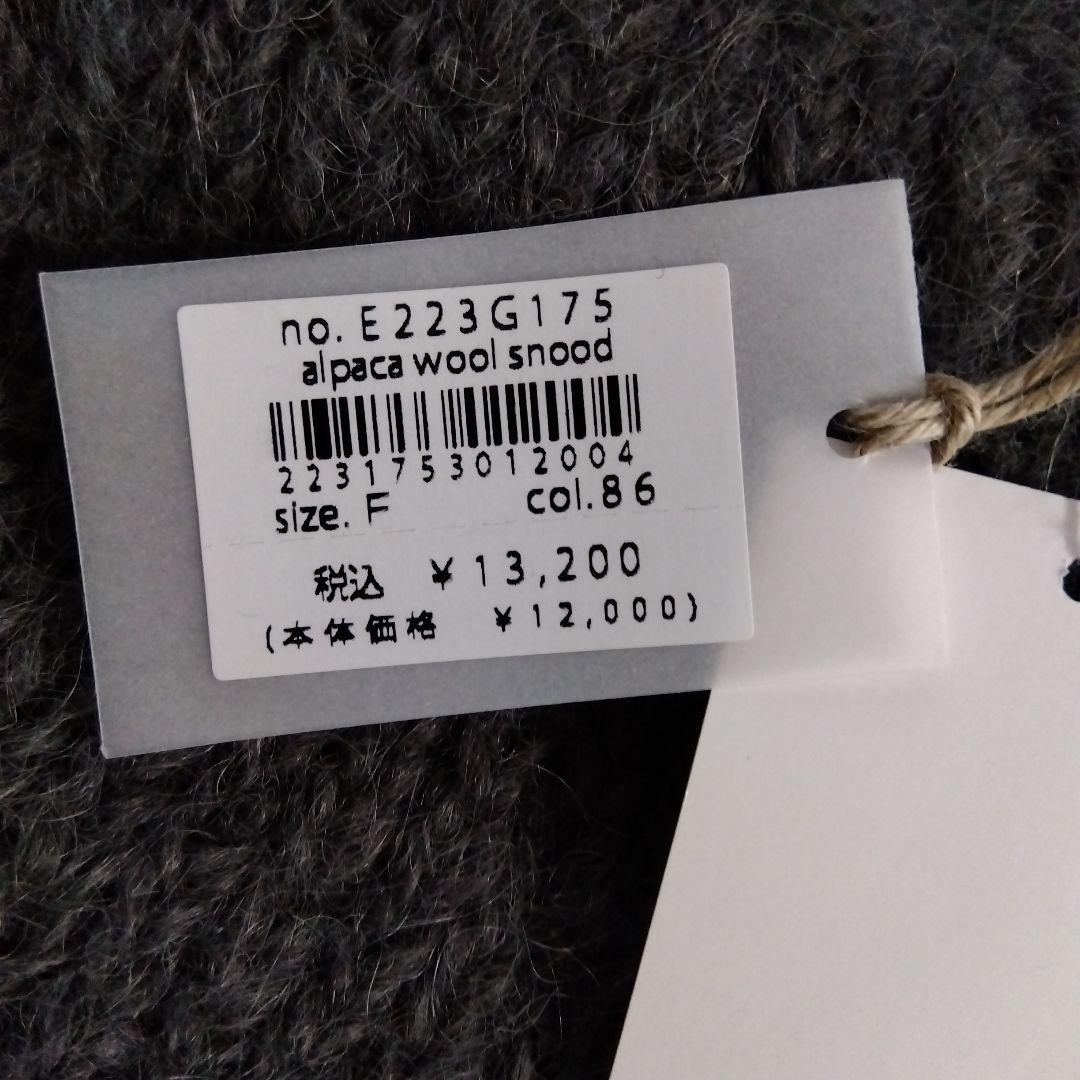 no. E223G175
alpaca wool snood
2231753012004
size. F col.86
税込 ¥13,200
(本体価格 ¥12,000)